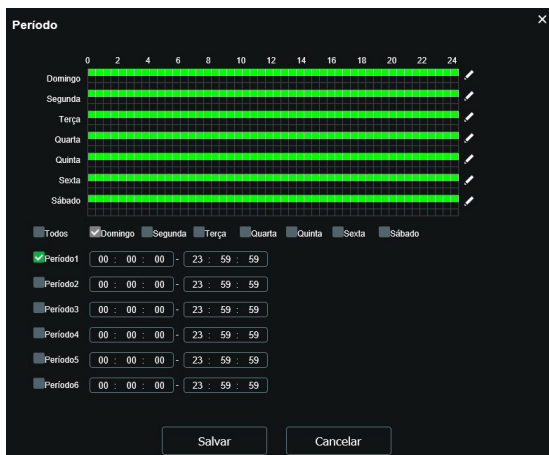 Período
0 2 4 6 8 10 12 14 16 18 20 22 24
Domingo
Segunda
Terça
Quarta
Quinta
Sexta
Sábado
Todos Domingo Segunda Terça Quarta Quinta Sexta Sábado
Período1 00 : 00 : 00 - 23 : 59 : 59
Período2 00 : 00 : 00 - 23 : 59 : 59
Período3 00 : 00 : 00 - 23 : 59 : 59
Período4 00 : 00 : 00 - 23 : 59 : 59
Período5 00 : 00 : 00 - 23 : 59 : 59
Período6 00 : 00 : 00 - 23 : 59 : 59
Salvar Cancelar